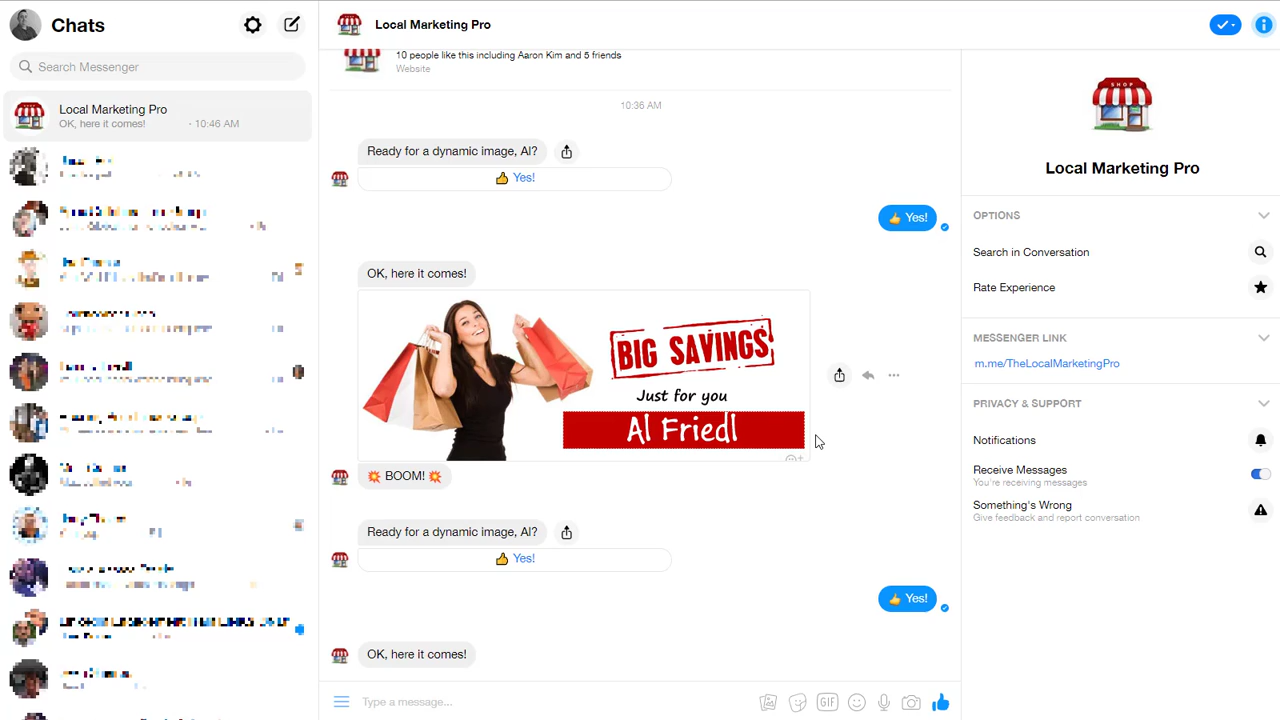 Chats
Search Messenger
Local Marketing Pro
OK, here it comes!
· 10:46 AM
Local Marketing Pro
10 people like this including Aaron Kim and 5 friends
Website
10:36 AM
Ready for a dynamic image, Al?
👍 Yes!
👍 Yes!
OK, here it comes!
BIG SAVINGS
Just for you
Al Friedl
💥 BOOM! 💥
Ready for a dynamic image, Al?
👍 Yes!
👍 Yes!
OK, here it comes!
Type a message...
GIF
SHOP
Local Marketing Pro
OPTIONS
Search in Conversation
Rate Experience
MESSENGER LINK
m.me/TheLocalMarketingPro
PRIVACY & SUPPORT
Notifications
Receive Messages
You're receiving messages
Something's Wrong
Give feedback and report conversation